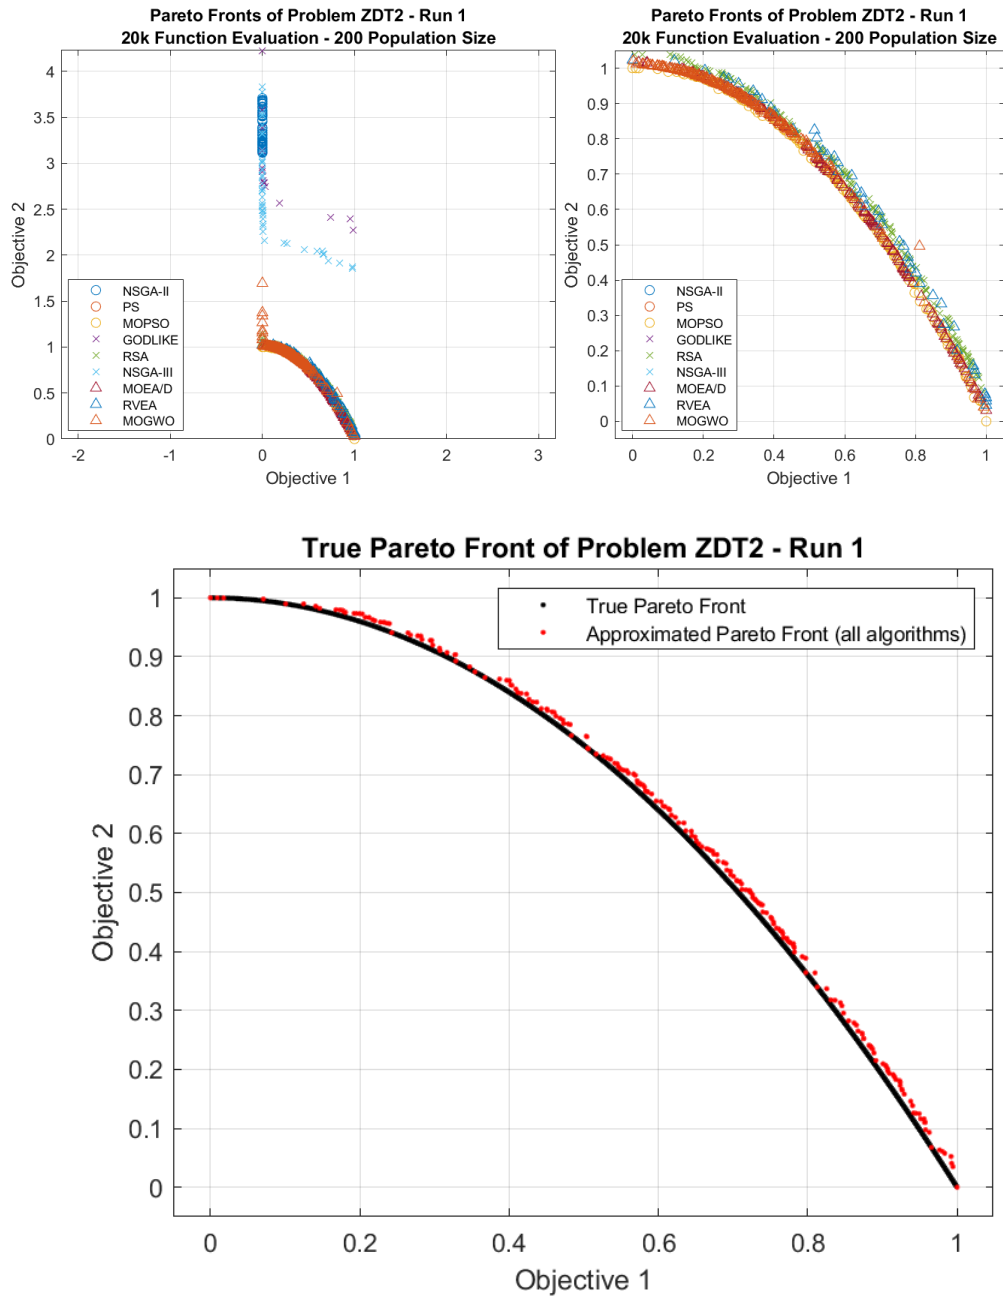 Pareto Fronts of Problem ZDT2 - Run 1
20k Function Evaluation - 200 Population Size
4
3.5
3
2.5
2
1.5
1
0.5
0
Objective 2
NSGA-II
PS
MOPSO
GODLIKE
RSA
NSGA-III
MOEA/D
RVEA
MOGWO
-2
-1
0
1
2
3
Objective 1
Pareto Fronts of Problem ZDT2 - Run 1
20k Function Evaluation - 200 Population Size
1
0.9
0.8
0.7
0.6
0.5
0.4
0.3
0.2
0.1
0
Objective 2
NSGA-II
PS
MOPSO
GODLIKE
RSA
NSGA-III
MOEA/D
RVEA
MOGWO
0
0.2
0.4
0.6
0.8
1
Objective 1
True Pareto Front of Problem ZDT2 - Run 1
True Pareto Front
Approximated Pareto Front (all algorithms)
1
0.9
0.8
0.7
0.6
0.5
0.4
0.3
0.2
0.1
0
Objective 2
0
0.2
0.4
0.6
0.8
1
Objective 1